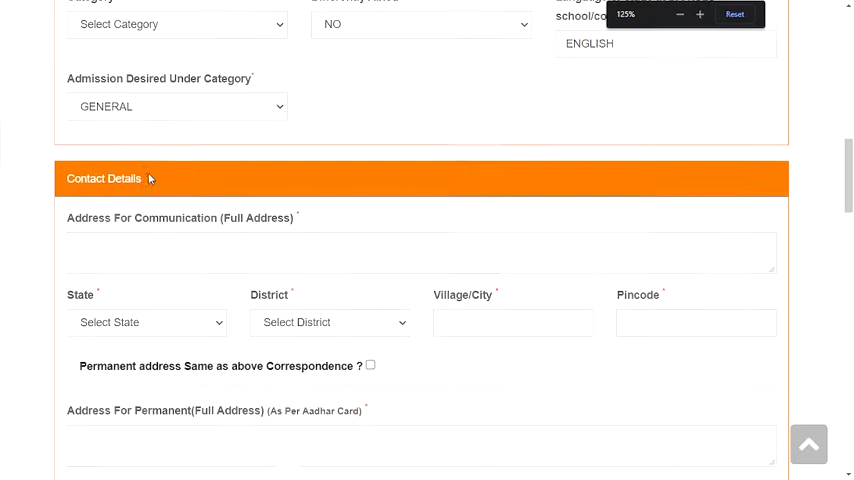 125%
Reset
school/co
Select Category
NO
ENGLISH
Admission Desired Under Category*
GENERAL
Contact Details
Address For Communication (Full Address) *
State * District * Village/City * Pincode *
Select State Select District
Permanent address Same as above Correspondence ?
Address For Permanent(Full Address) (As Per Aadhar Card) *